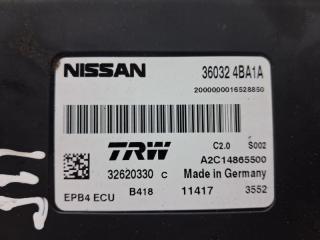 NISSAN 36032 4BA1A
2000000016528850
TRW C2.0 S002
A2C14865500
32620330 C Made in Germany
EPB4 ECU B418 11417 3552